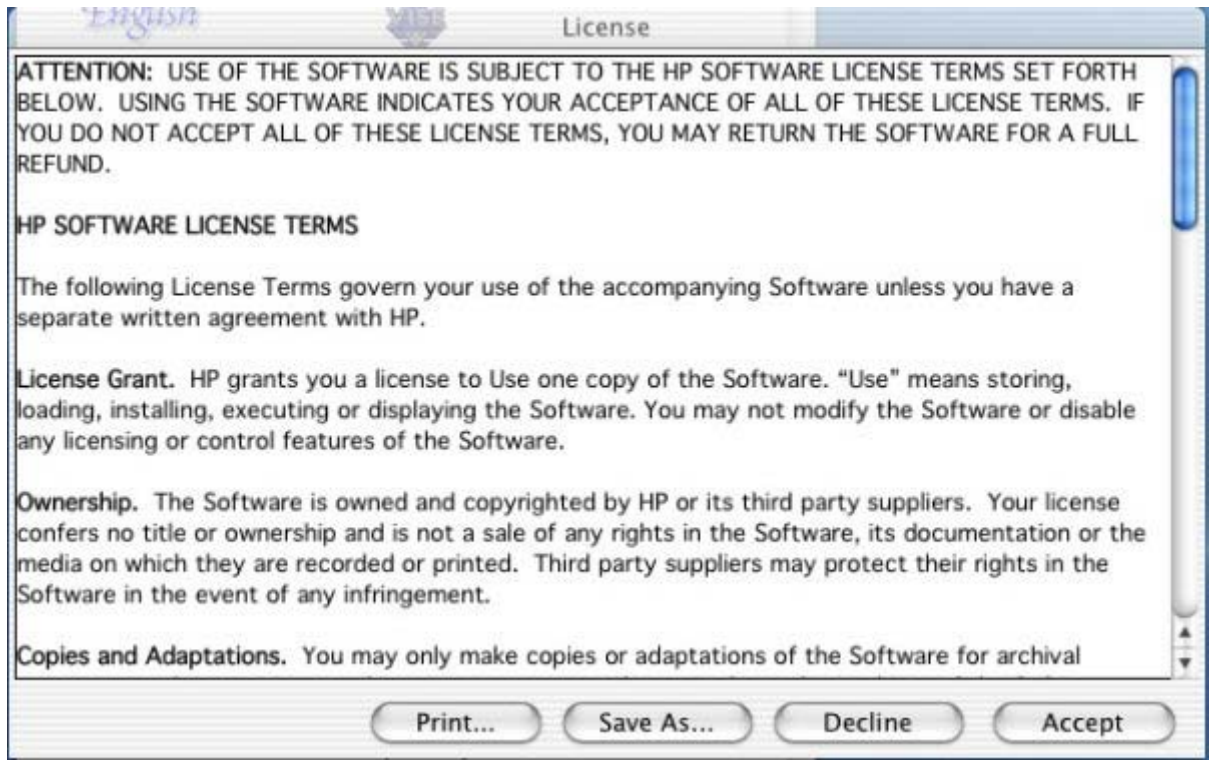 English
VISE
License
ATTENTION: USE OF THE SOFTWARE IS SUBJECT TO THE HP SOFTWARE LICENSE TERMS SET FORTH
BELOW. USING THE SOFTWARE INDICATES YOUR ACCEPTANCE OF ALL OF THESE LICENSE TERMS. IF
YOU DO NOT ACCEPT ALL OF THESE LICENSE TERMS, YOU MAY RETURN THE SOFTWARE FOR A FULL
REFUND.
HP SOFTWARE LICENSE TERMS
The following License Terms govern your use of the accompanying Software unless you have a
separate written agreement with HP.
License Grant. HP grants you a license to Use one copy of the Software. “Use” means storing,
loading, installing, executing or displaying the Software. You may not modify the Software or disable
any licensing or control features of the Software.
Ownership. The Software is owned and copyrighted by HP or its third party suppliers. Your license
confers no title or ownership and is not a sale of any rights in the Software, its documentation or the
media on which they are recorded or printed. Third party suppliers may protect their rights in the
Software in the event of any infringement.
Copies and Adaptations. You may only make copies or adaptations of the Software for archival
Print...
Save As...
Decline
Accept